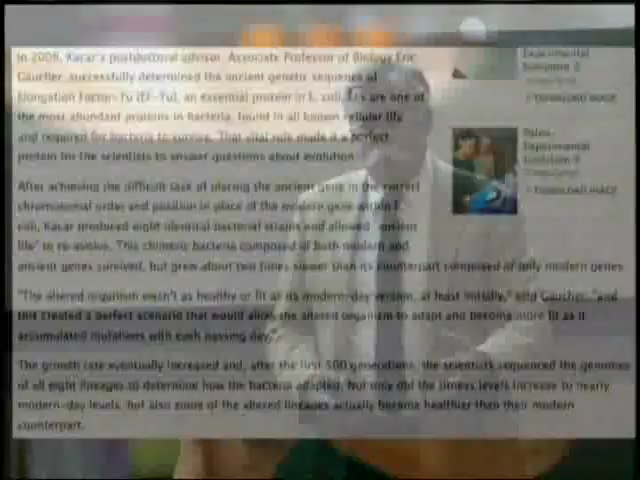 In 2008, Kacar's postdoctoral advisor, Associate Professor of Biology Eric
Gaucher, successfully determined the ancient genetic sequence of
Elongation Factor-Tu (EF-Tu), an essential protein in E. coli. EFs are one of
the most abundant proteins in bacteria, found in all known cellular life
and required for bacteria to survive. That vital role made it a perfect
protein for the scientists to answer questions about evolution.
After achieving the difficult task of placing the ancient gene in the correct
chromosomal order and position in place of the modern gene within E.
coli, Kacar produced eight identical bacterial strains and allowed "ancient
life" to re-evolve. This chimeric bacteria composed of both modern and
ancient genes survived, but grew about two times slower than its counterpart composed of only modern genes.
"The altered organism wasn't as healthy or fit as its modern-day version, at least initially," said Gaucher, "and
this created a perfect scenario that would allow the altered organism to adapt and become more fit as it
accumulated mutations with each passing day."
The growth rate eventually increased and, after the first 500 generations, the scientists sequenced the genomes
of all eight lineages to determine how the bacteria adapted. Not only did the fitness levels increase to nearly
modern-day levels, but also some of the altered lineages actually became healthier than their modern
counterpart.
Experimental
Evolution 2
Paleo-
Experimental
Evolution 3
DOWNLOAD IMAGE